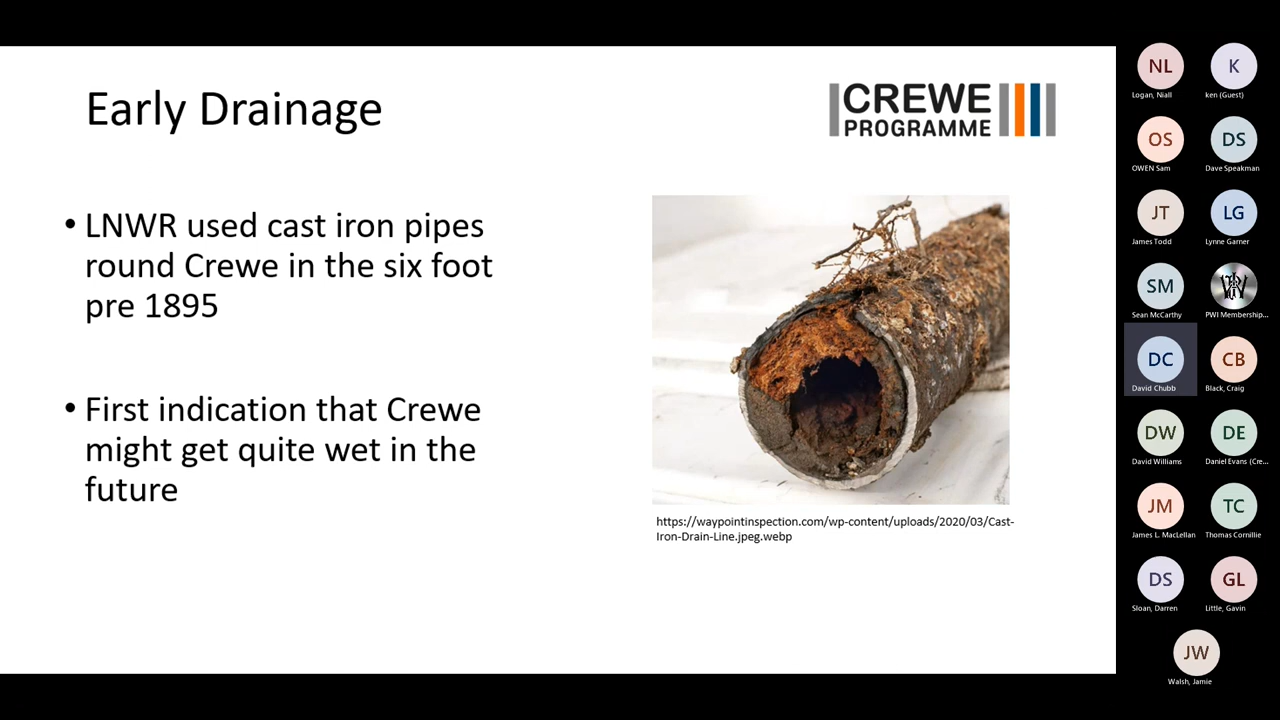 Early Drainage
CREWE
PROGRAMME
• LNWR used cast iron pipes
round Crewe in the six foot
pre 1895
• First indication that Crewe
might get quite wet in the
future
https://waypointinspection.com/wp-content/uploads/2020/03/Cast-
Iron-Drain-Line.jpeg.webp
NL
Logan, Niall
K
ken (Guest)
OS
OWEN Sam
DS
Dave Speakman
JT
James Todd
LG
Lynne Garner
SM
Sean McCarthy
PWI Membership...
DC
David Chubb
CB
Black, Craig
DW
David Williams
DE
Daniel Evans (Cre...
JM
James L. MacLellan
TC
Thomas Cornillie
DS
Sloan, Darren
GL
Little, Gavin
JW
Walsh, Jamie